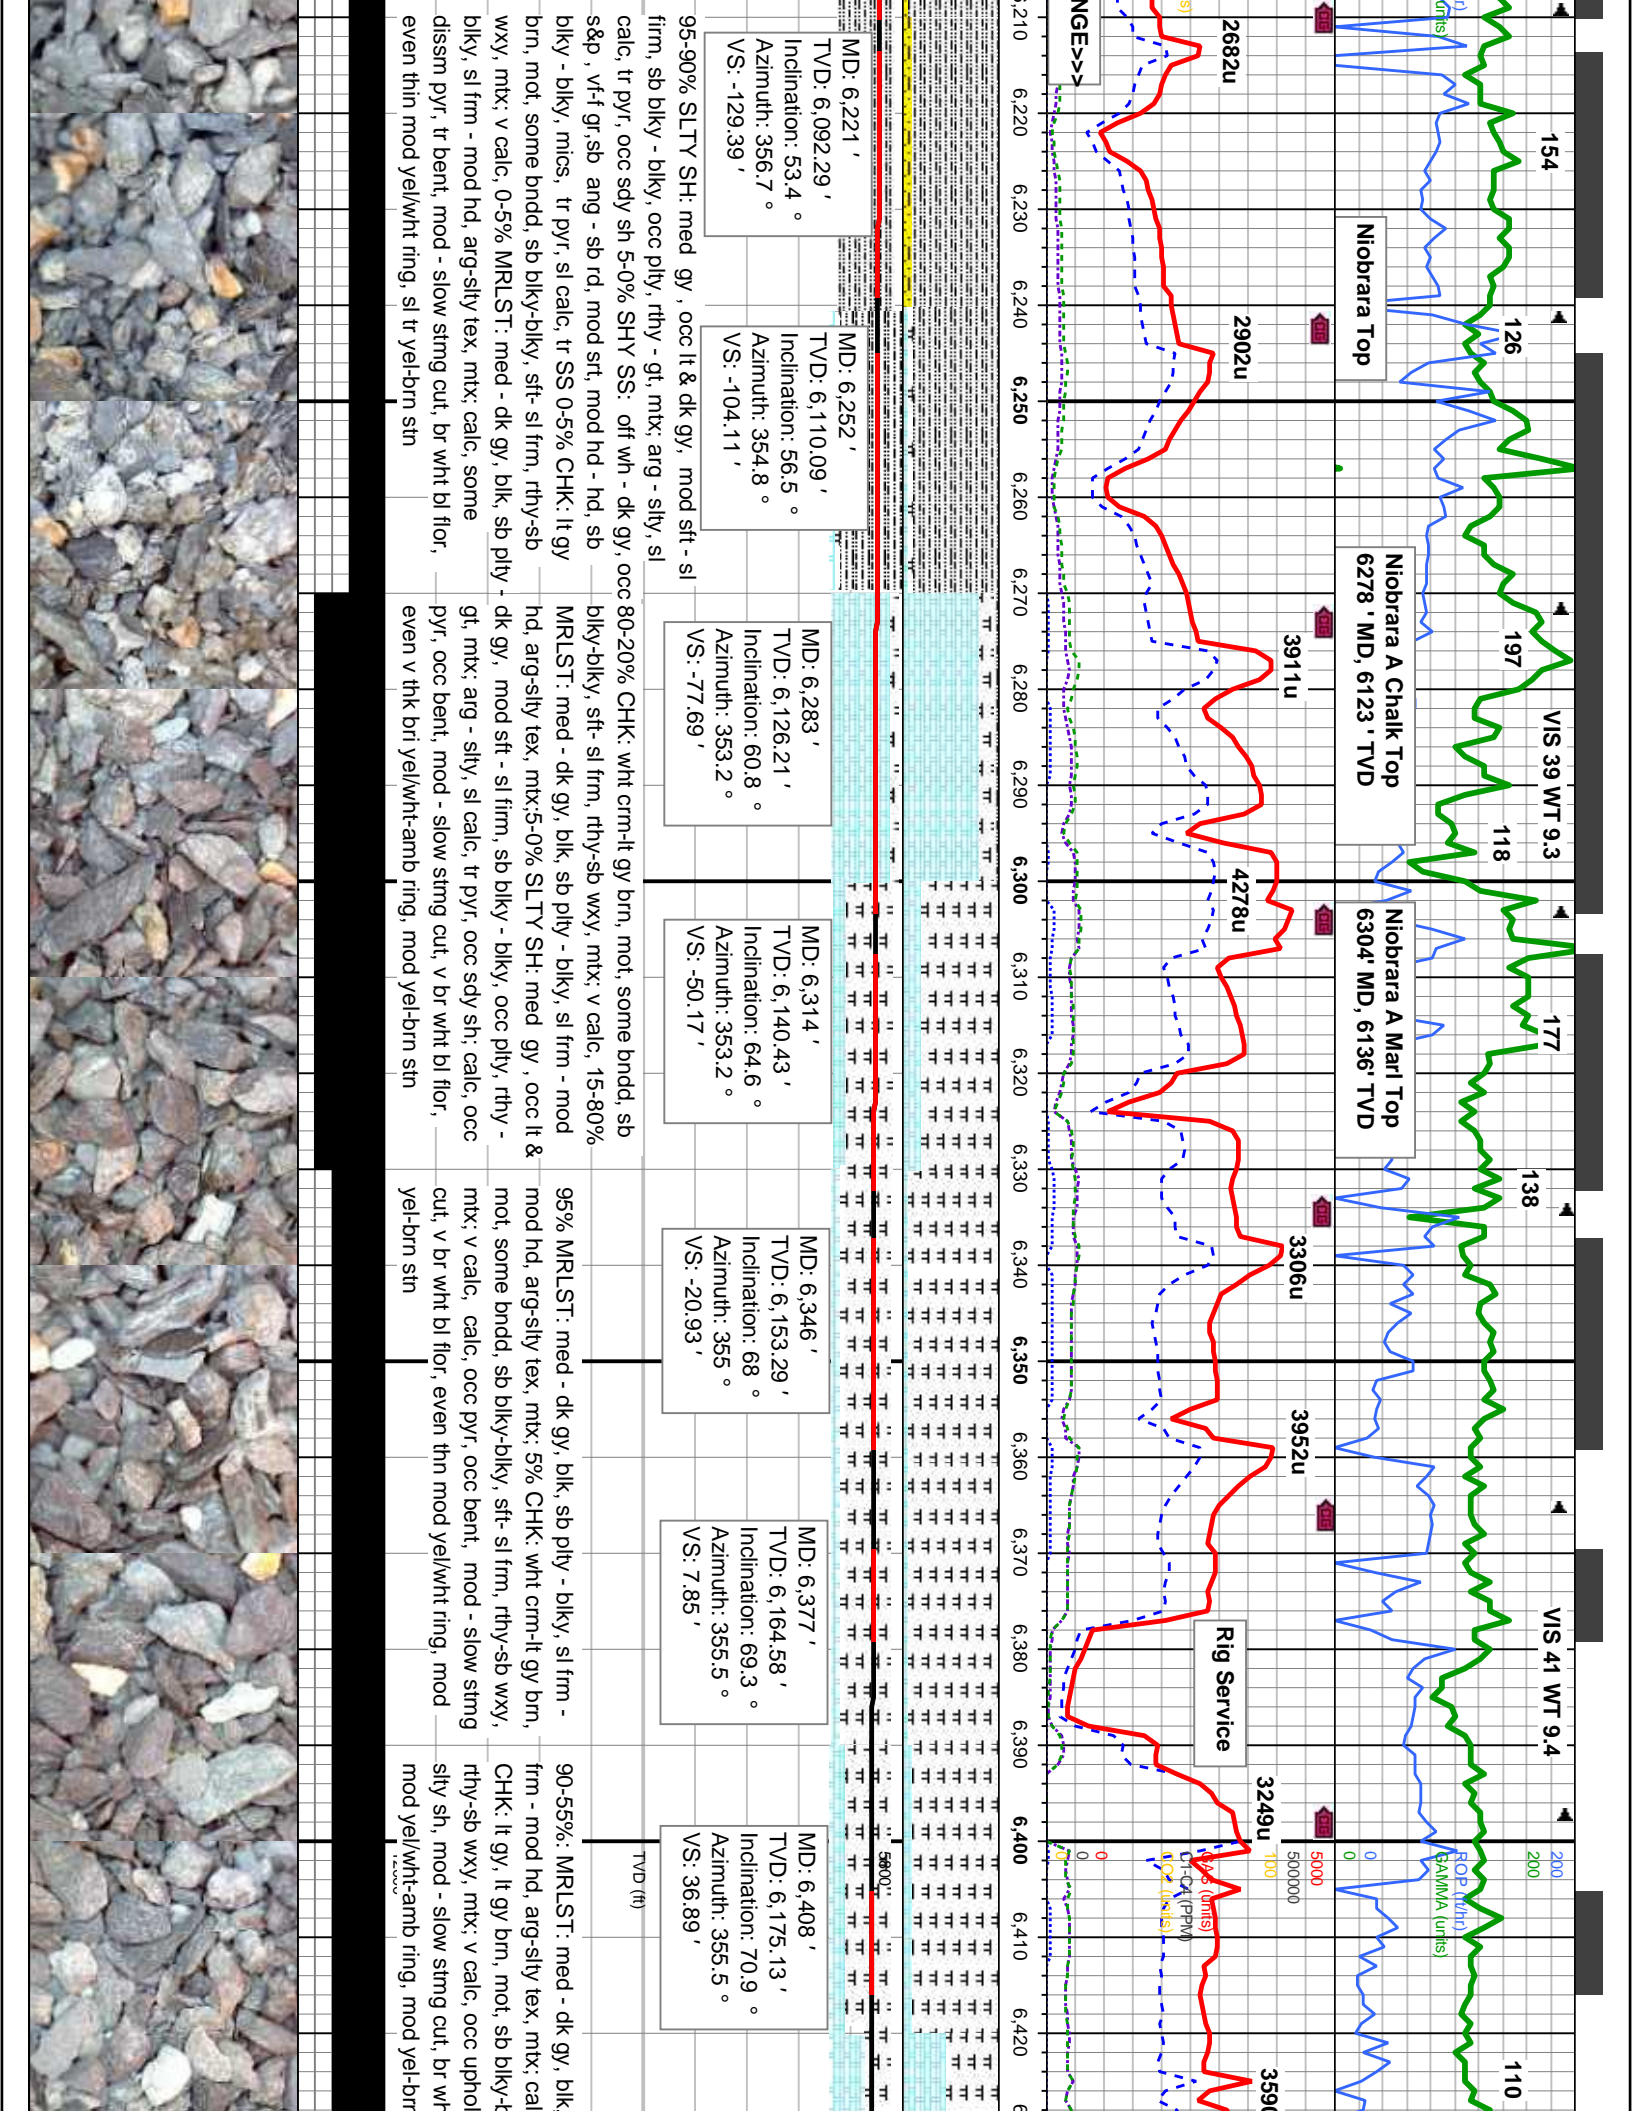 154
126
197
VIS 39 WT 9.3
118
177
138
VIS 41 WT 9.4
110
200
200
ROP (ft/hr)
GAMMA (units)
0
0
Niobrara Top
Niobrara A Chalk Top
6278 ' MD, 6123 ' TVD
Niobrara A Marl Top
6304' MD, 6136' TVD
2682u
2902u
3911u
4278u
3306u
3952u
3249u
Rig Service
NGE>>>
5000
500000
100
GAS (units)
C1-C4 (PPM)
0
0
0
6,210
6,220
6,230
6,240
6,250
6,260
6,270
6,280
6,290
6,300
6,310
6,320
6,330
6,340
6,350
6,360
6,370
6,380
6,390
6,400
6,410
6,420
5800
TVD (ft)
MD: 6,221 '
TVD: 6,092.29 '
Inclination: 53.4 °
Azimuth: 356.7 °
VS: -129.39 '
MD: 6,252 '
TVD: 6,110.09 '
Inclination: 56.5 °
Azimuth: 354.8 °
VS: -104.11 '
MD: 6,283 '
TVD: 6,126.21 '
Inclination: 60.8 °
Azimuth: 353.2 °
VS: -77.69 '
MD: 6,314 '
TVD: 6,140.43 '
Inclination: 64.6 °
Azimuth: 353.2 °
VS: -50.17 '
MD: 6,346 '
TVD: 6,153.29 '
Inclination: 68 °
Azimuth: 355 °
VS: -20.93 '
MD: 6,377 '
TVD: 6,164.58 '
Inclination: 69.3 °
Azimuth: 355.5 °
VS: 7.85 '
MD: 6,408 '
TVD: 6,175.13 '
Inclination: 70.9 °
Azimuth: 355.5 °
VS: 36.89 '
95-90% SLTY SH: med gy , occ lt & dk gy, mod sft - sl
firm, sb blky - blky, occ plty, rthy - gt, mtx; arg - slty, sl
calc, tr pyr, occ sdy sh 5-0% SHY SS: off wh - dk gy, occ
s&p , vf-f gr,sb ang - sb rd, mod srt, mod hd - hd, sb
blky - blky, mics, tr pyr, sl calc, tr SS 0-5% CHK: lt gy
brn, mot, some bndd, sb blky-blky, sft- sl frm, rthy-sb
wxy, mtx: v calc, 0-5% MRLST: med - dk gy, blk, sb plty -
blky, sl frm - mod hd, arg-slty tex, mtx; calc, some
dissm pyr, tr bent, mod - slow stmg cut, br wht bl flor,
even thin mod yel/wht ring, sl tr yel-brn stn
80-20% CHK: wht crm-lt gy brn, mot, some bndd, sb
blky-blky, sft- sl frm, rthy-sb wxy, mtx; v calc, 15-80%
MRLST: med - dk gy, blk, sb plty - blky, sl frm - mod
hd, arg-slty tex, mtx;5-0% SLTY SH: med gy , occ lt &
dk gy, mod sft - sl firm, sb blky - blky, occ plty, rthy -
gt, mtx; arg - slty, sl calc, tr pyr, occ sdy sh; calc, occ
pyr, occ bent, mod - slow stmg cut, v br wht bl flor,
even v thk bri yel/wht-amb ring, mod yel-brn stn
95% MRLST: med - dk gy, blk, sb plty - blky, sl frm -
mod hd, arg-slty tex, mtx; 5% CHK: wht crm-lt gy brn,
mot, some bndd, sb blky-blky, sft- sl frm, rthy-sb wxy,
mtx; v calc, calc, occ pyr, occ bent, mod - slow stmg
cut, v br wht bl flor, even thn mod yel/wht ring, mod
yel-brn stn
90-55%: MRLST: med - dk gy, blk,
frm - mod hd, arg-slty tex, mtx; cal
CHK: lt gy, lt gy brn, mot, sb blky-b
rthy-sb wxy, mtx; v calc, occ uphol
slty sh, mod - slow stmg cut, br wh
mod yel/wht-amb ring, mod yel-brn